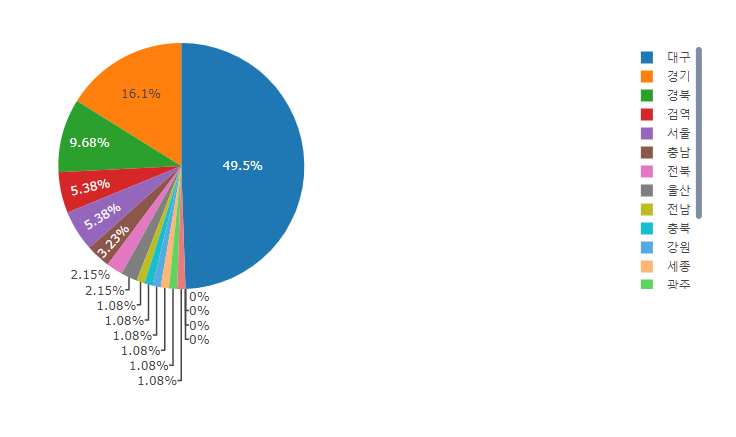 16.1%
9.68%
49.5%
5.38%
5.38%
3.23%
2.15%
2.15%
1.08%
1.08%
1.08%
1.08%
1.08%
1.08%
0%
0%
0%
0%
대구
경기
경북
검역
서울
충남
전북
울산
전남
충북
강원
세종
광주